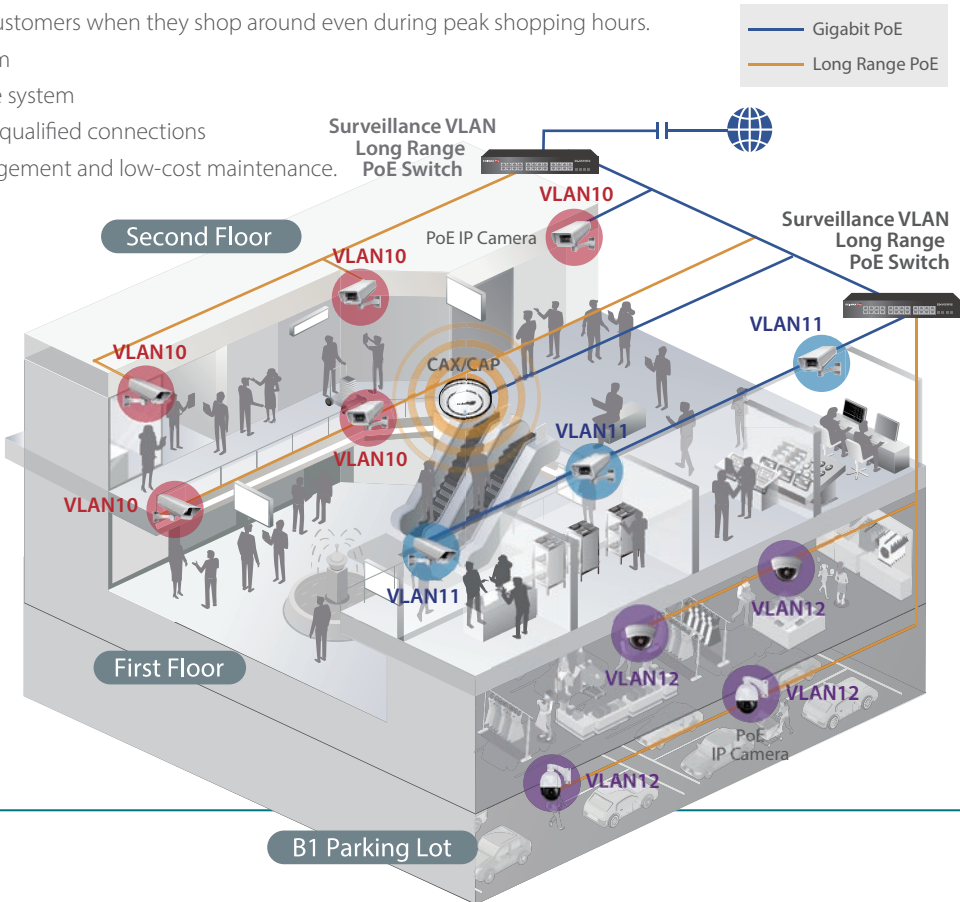 ustomers when they shop around even during peak shopping hours.
e system
qualified connections
gement and low-cost maintenance.
Gigabit PoE
Long Range PoE
Surveillance VLAN
Long Range
PoE Switch
VLAN10
PoE IP Camera
Second Floor
VLAN10
Surveillance VLAN
Long Range
PoE Switch
VLAN11
VLAN10
CAX/CAP
VLAN11
VLAN10
VLAN10
VLAN11
VLAN12
First Floor
VLAN12
VLAN12
PoE
IP Camera
VLAN12
B1 Parking Lot